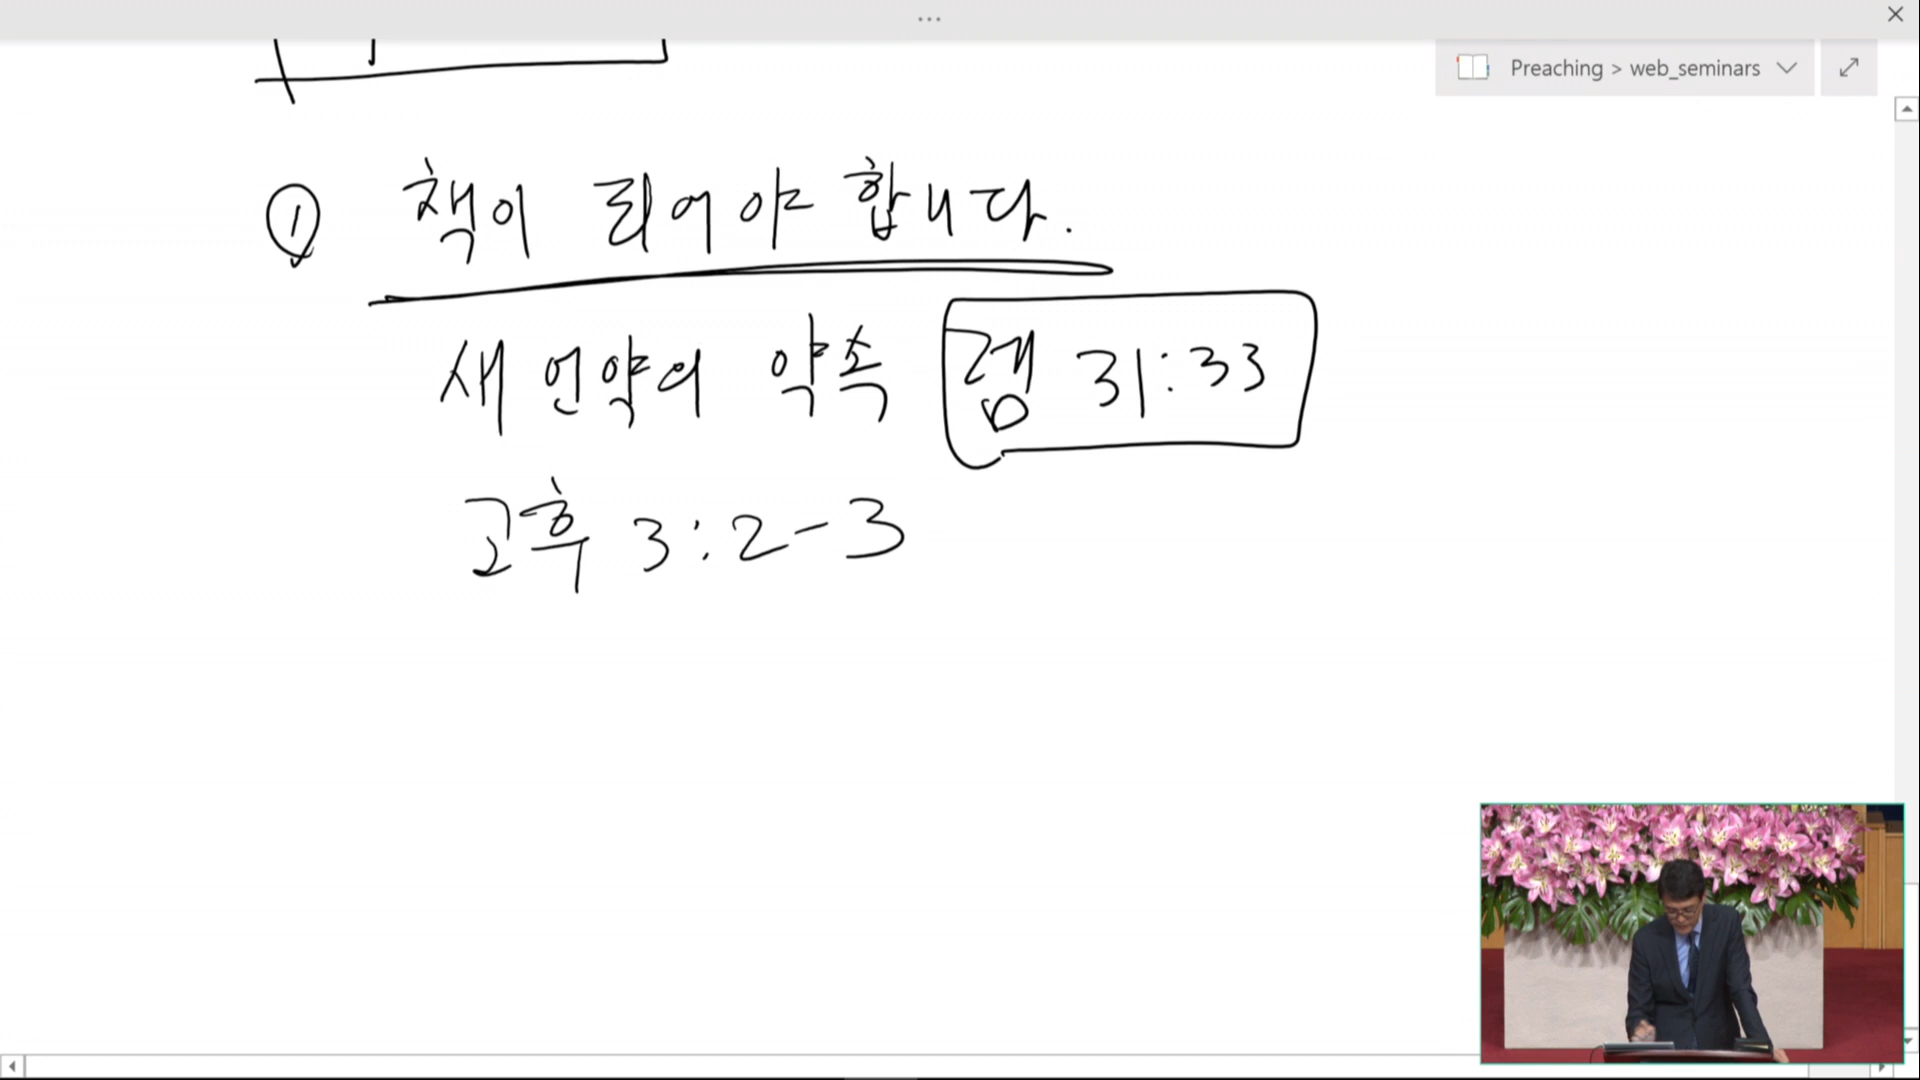 ...
Preaching > web_seminars
① 책이 되어야 합니다.
새 언약의 약속 렘 31:33
고후 3:2-3